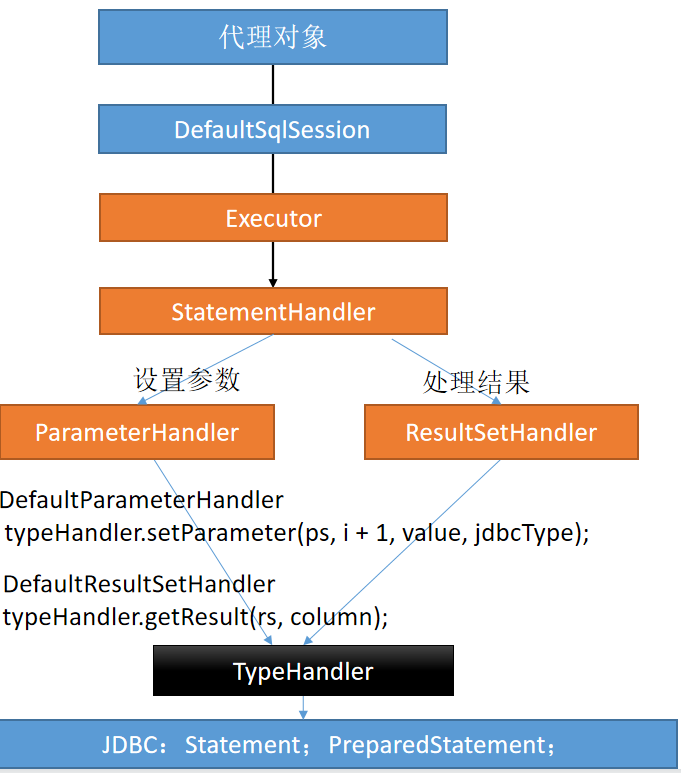 代理对象
DefaultSqlSession
Executor
StatementHandler
设置参数
处理结果
ParameterHandler
ResultSetHandler
DefaultParameterHandler
typeHandler.setParameter(ps, i + 1, value, jdbcType);
DefaultResultSetHandler
typeHandler.getResult(rs, column);
TypeHandler
JDBC：Statement；PreparedStatement；